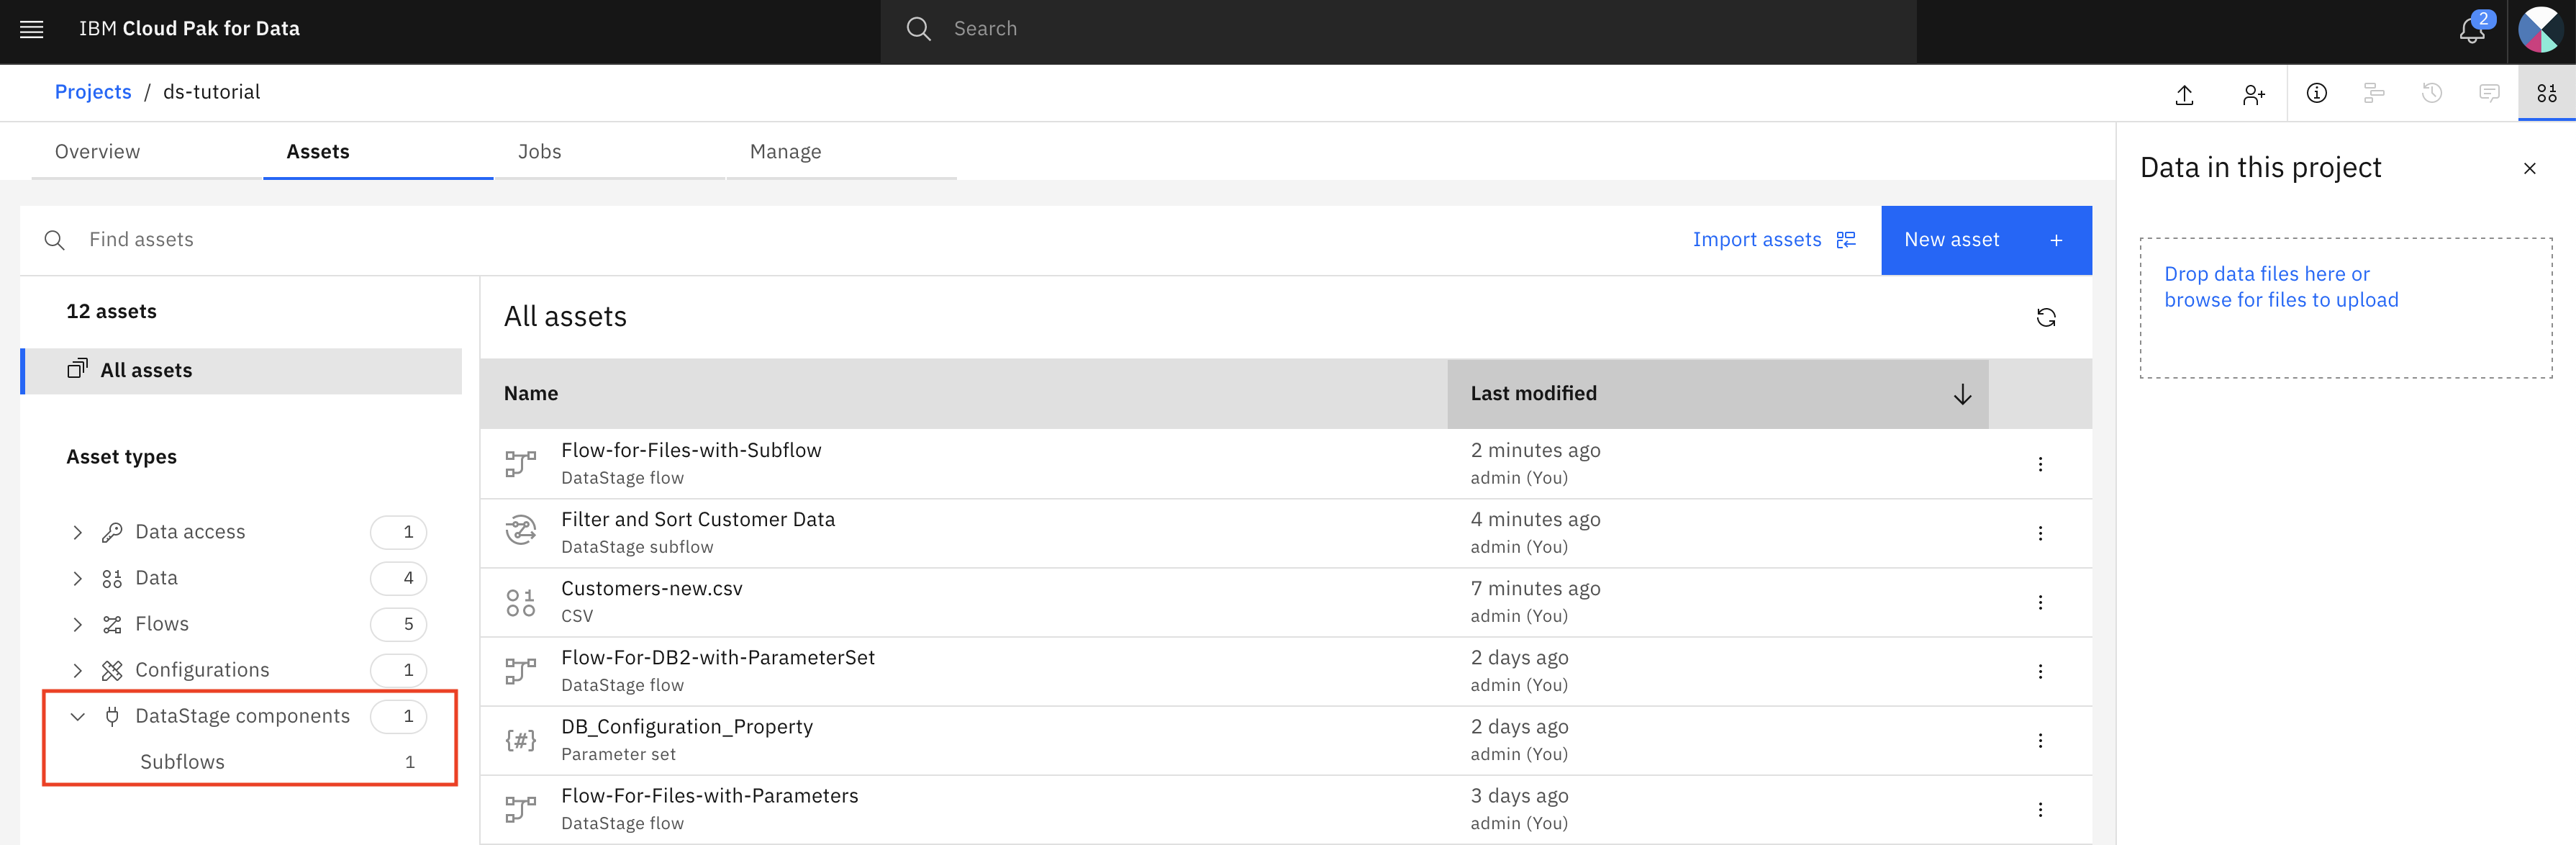 IBM Cloud Pak for Data
Search
2
Projects / ds-tutorial
Overview
Assets
Jobs
Manage
Data in this project
Find assets
Import assets
New asset +
Drop data files here or
browse for files to upload
12 assets
All assets
Asset types
Data access 1
Data 4
Flows 5
Configurations 1
DataStage components 1
Subflows 1
All assets
Name
Last modified
Flow-for-Files-with-Subflow
DataStage flow
2 minutes ago
admin (You)
Filter and Sort Customer Data
DataStage subflow
4 minutes ago
admin (You)
Customers-new.csv
CSV
7 minutes ago
admin (You)
Flow-For-DB2-with-ParameterSet
DataStage flow
2 days ago
admin (You)
{#}
DB_Configuration_Property
Parameter set
2 days ago
admin (You)
Flow-For-Files-with-Parameters
DataStage flow
3 days ago
admin (You)